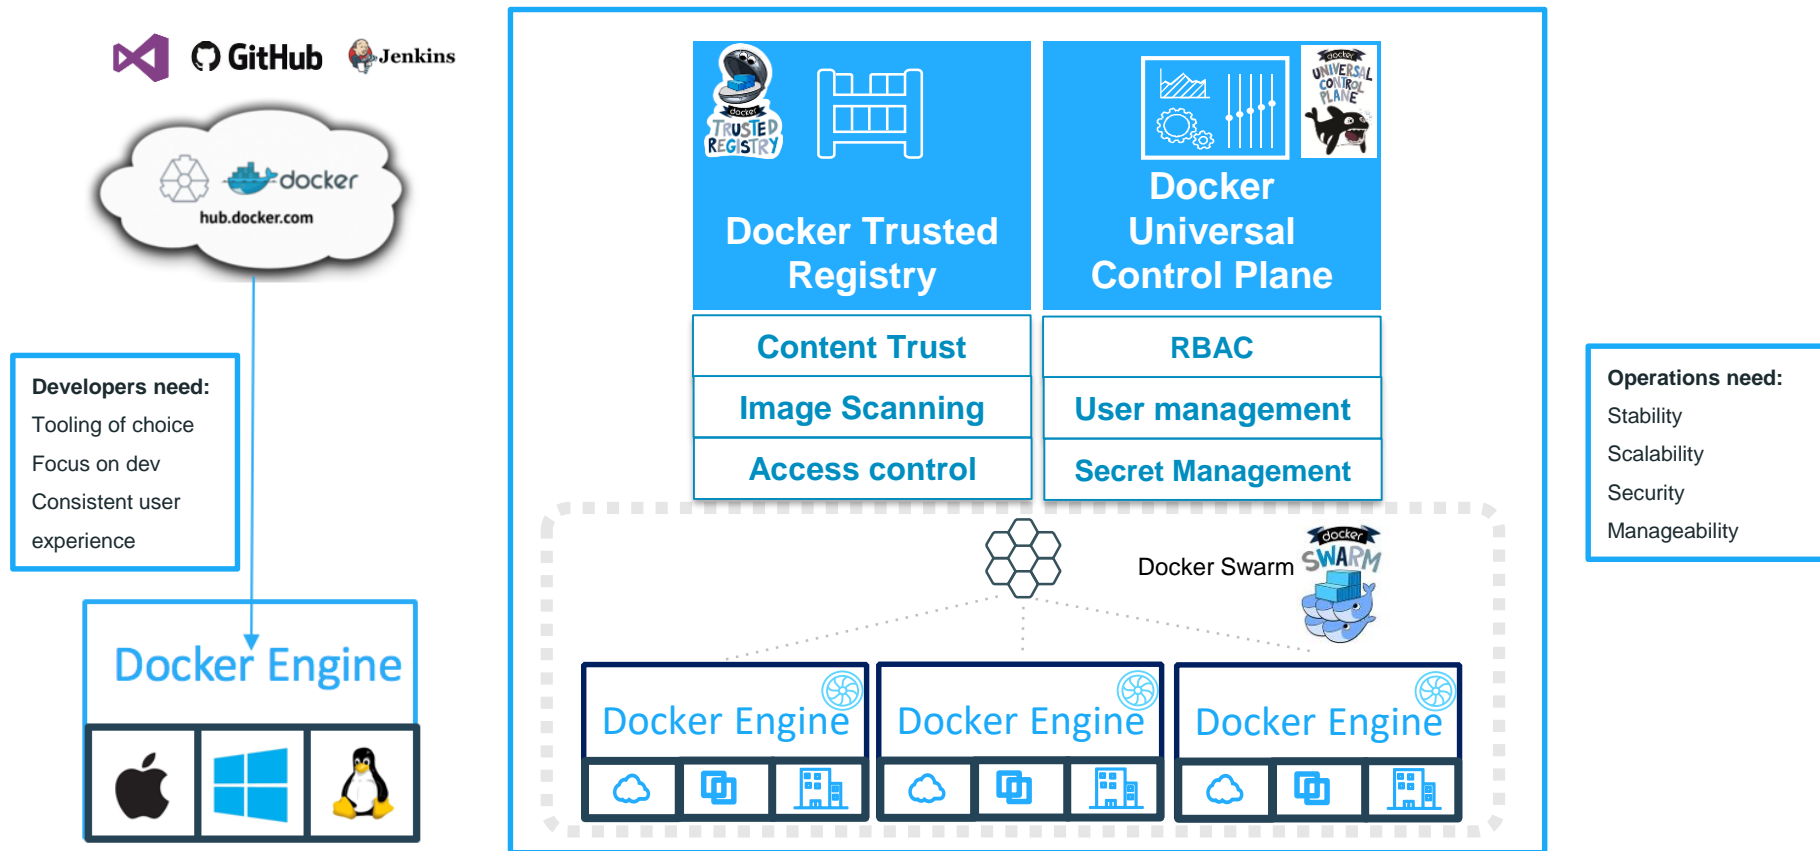 GitHub
Jenkins
docker
hub.docker.com
Developers need:
Tooling of choice
Focus on dev
Consistent user
experience
Docker Engine
docker
TRUSTED
REGISTRY
Docker Trusted
Registry
Content Trust
Image Scanning
Access control
docker
UNIVERSAL
CONTROL
PLANE
Docker
Universal
Control Plane
RBAC
User management
Secret Management
Docker Swarm
docker
SWARM
Docker Engine
Docker Engine
Docker Engine
Operations need:
Stability
Scalability
Security
Manageability